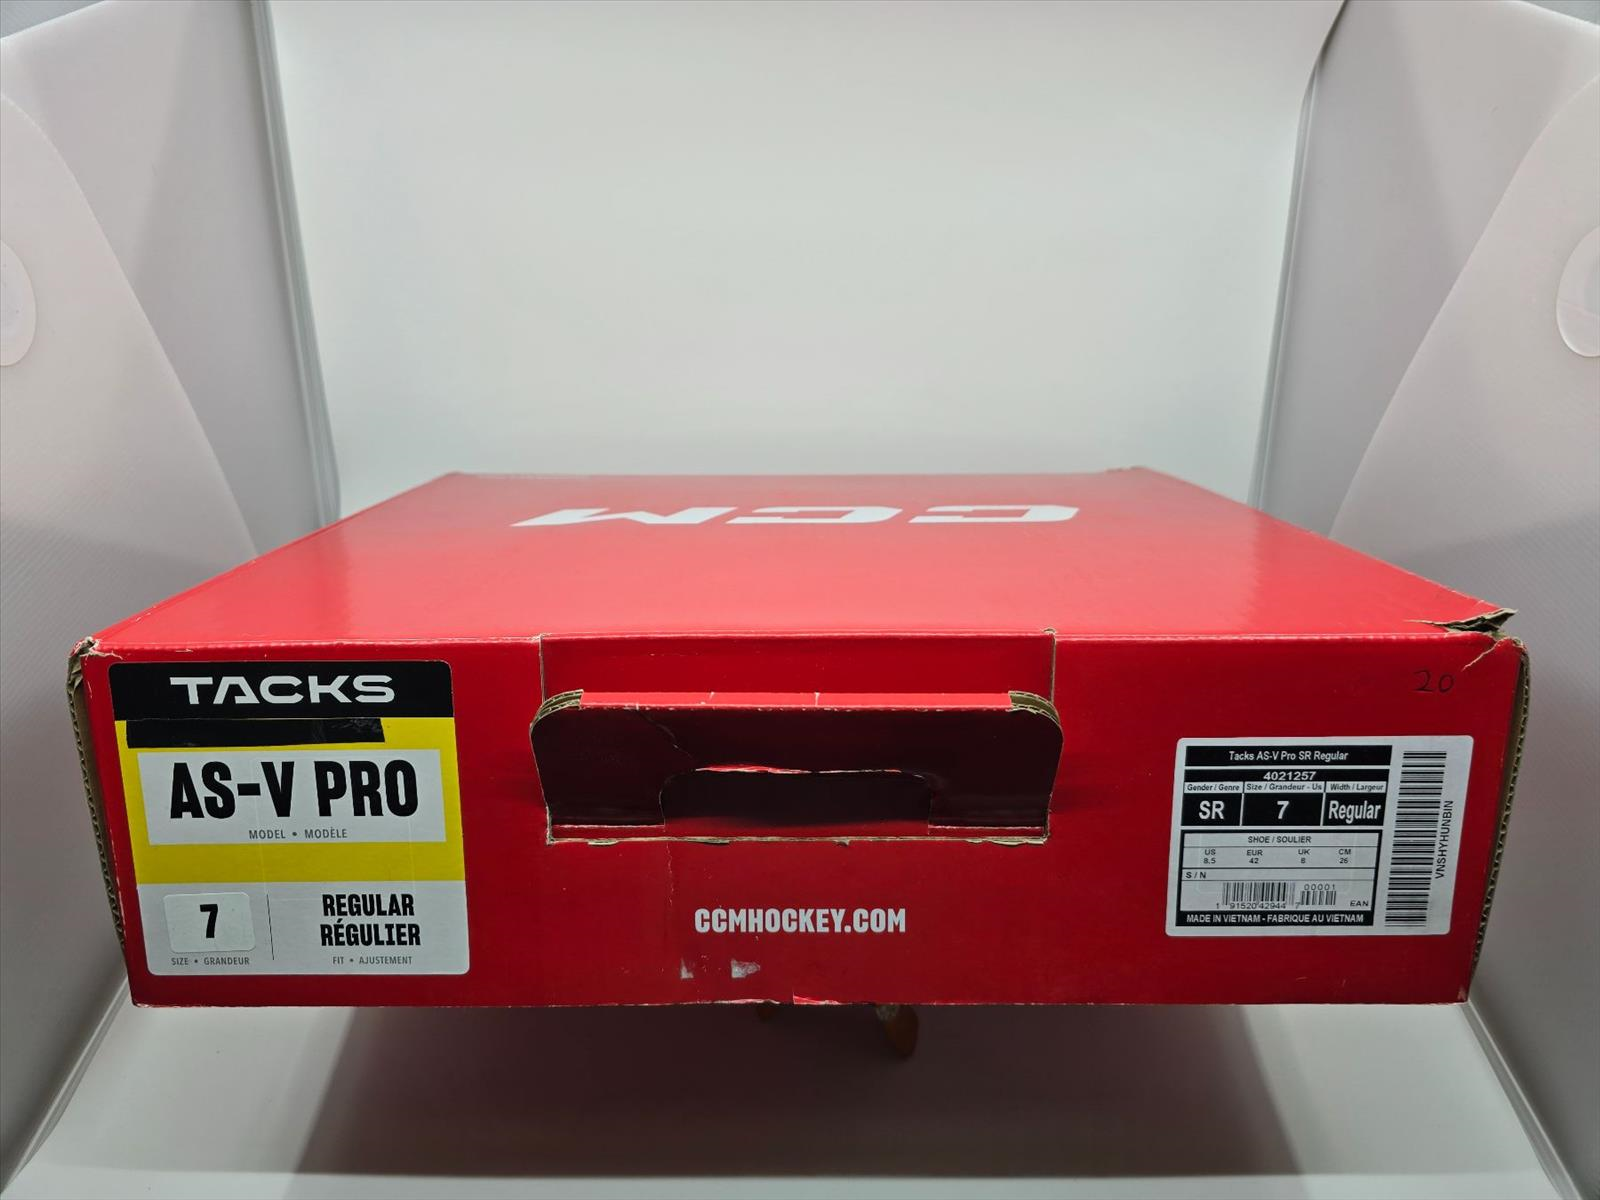 CCM
TACKS
AS-V PRO
MODEL • MODÈLE
7
SIZE • GRANDEUR
REGULAR
RÉGULIER
FIT • AJUSTEMENT
CCMHOCKEY.COM
20
Tacks AS-V Pro SR Regular
4021257
Gender / Genre Size / Grandeur - Us Width / Largeur
SR 7 Regular
SHOE / SOULIER
US EUR UK CM
8.5 42 8 26
S / N
00001
1 91520 42944 7 EAN
MADE IN VIETNAM - FABRIQUE AU VIETNAM
VNSHYHUNBIN